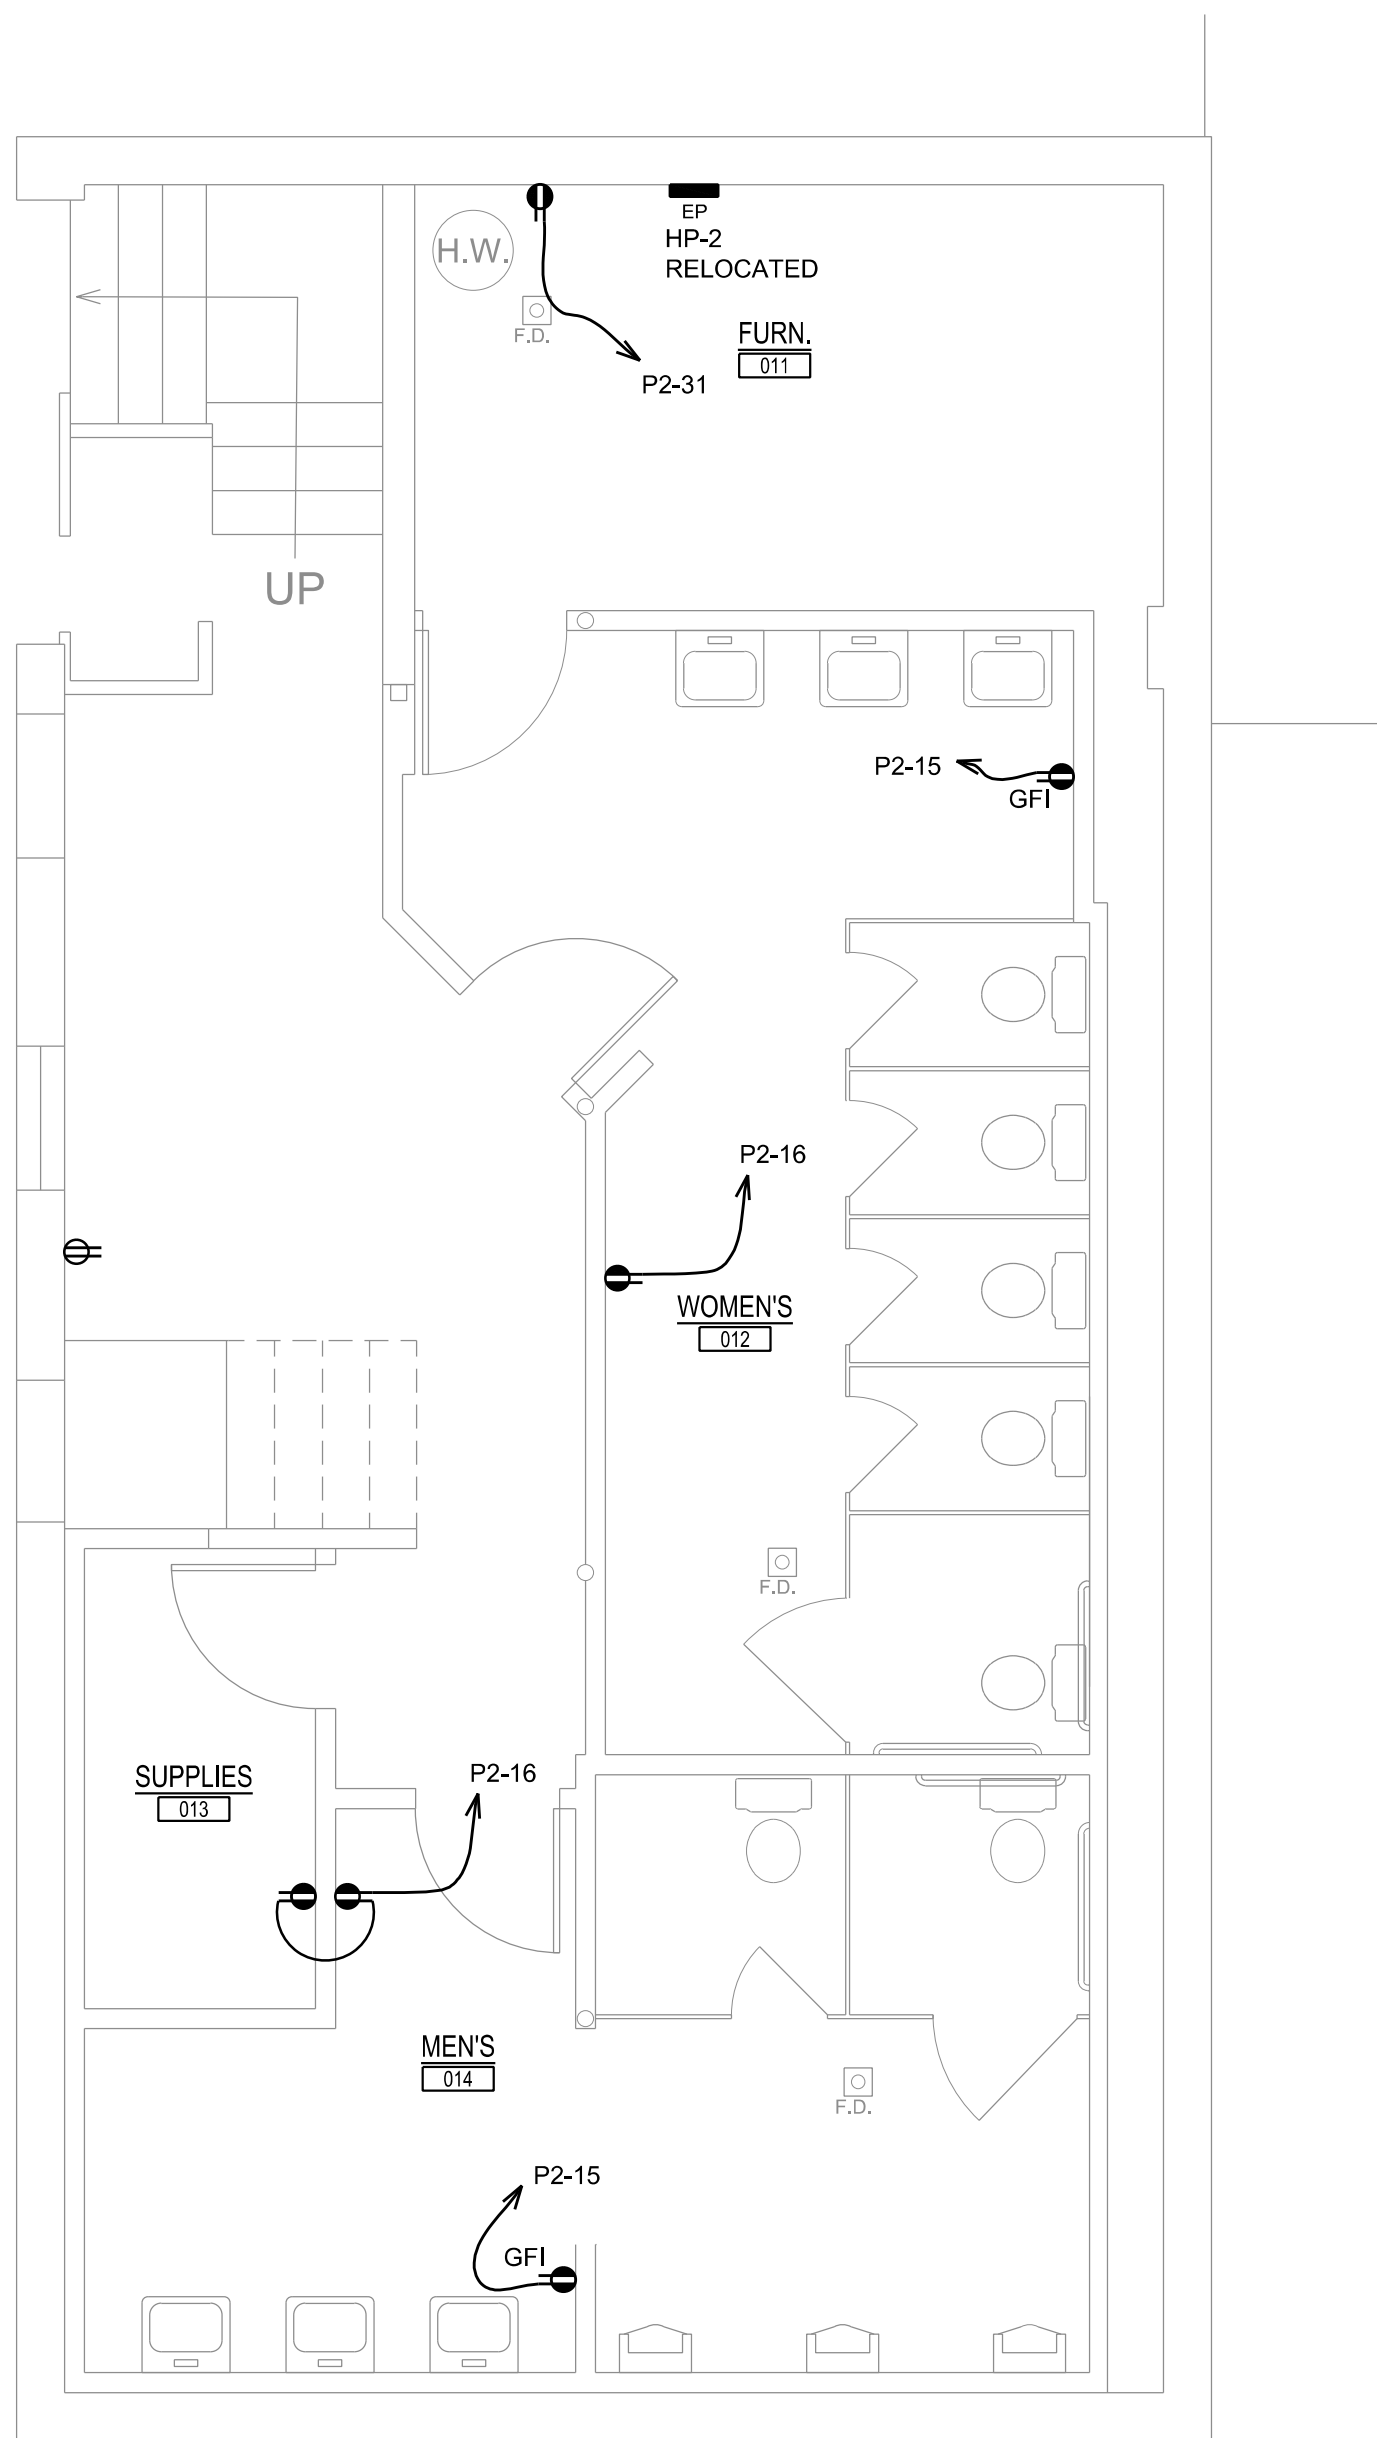 EP
HP-2
RELOCATED
H.W.
F.D.
FURN.
011
P2-31
UP
P2-15
GFI
P2-16
WOMEN'S
012
F.D.
SUPPLIES
013
P2-16
MEN'S
014
F.D.
P2-15
GFI